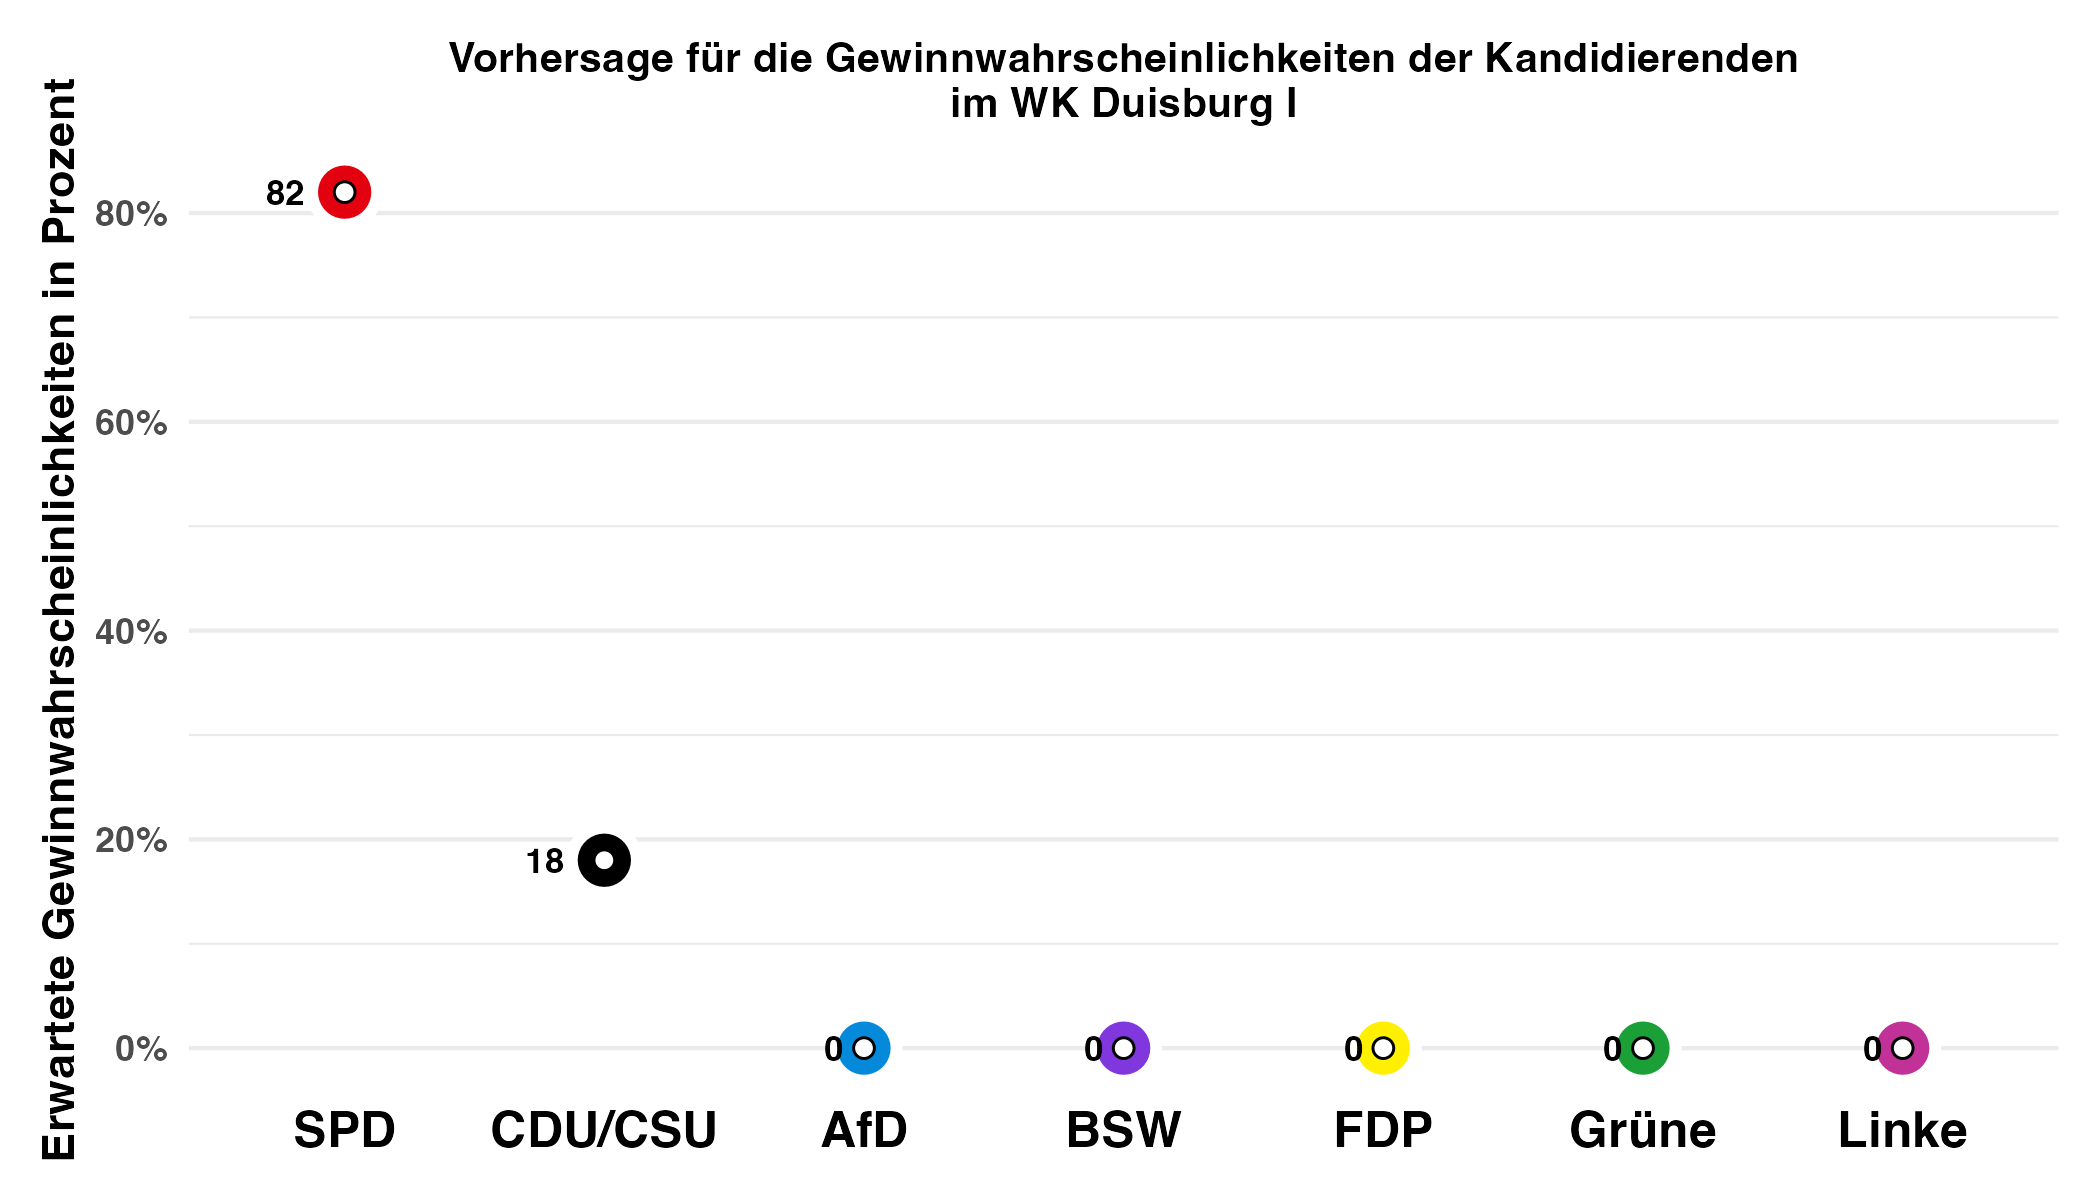 Vorhersage für die Gewinnwahrscheinlichkeiten der Kandidierenden
im WK Duisburg I
Erwartete Gewinnwahrscheinlichkeiten in Prozent
80%
60%
40%
20%
0%
82
18
0
0
0
0
0
SPD
CDU/CSU
AfD
BSW
FDP
Grüne
Linke